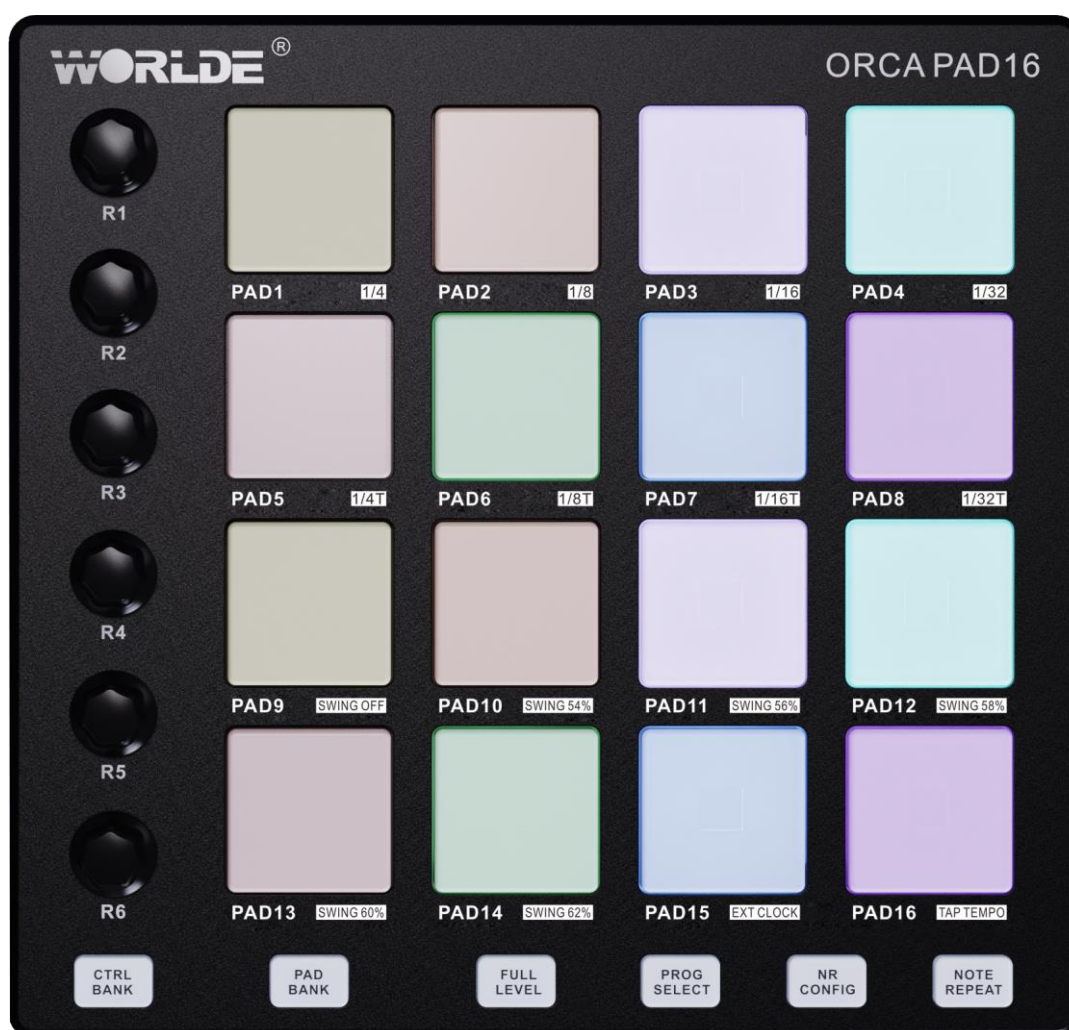 WORLDE®
ORCA PAD16
R1
PAD1 1/4
PAD2 1/8
PAD3 1/16
PAD4 1/32
R2
PAD5 1/4T
PAD6 1/8T
PAD7 1/16T
PAD8 1/32T
R3
R4
PAD9 SWING OFF
PAD10 SWING 54%
PAD11 SWING 56%
PAD12 SWING 58%
R5
R6
PAD13 SWING 60%
PAD14 SWING 62%
PAD15 EXT CLOCK
PAD16 TAP TEMPO
CTRL
BANK
PAD
BANK
FULL
LEVEL
PROG
SELECT
NR
CONFIG
NOTE
REPEAT